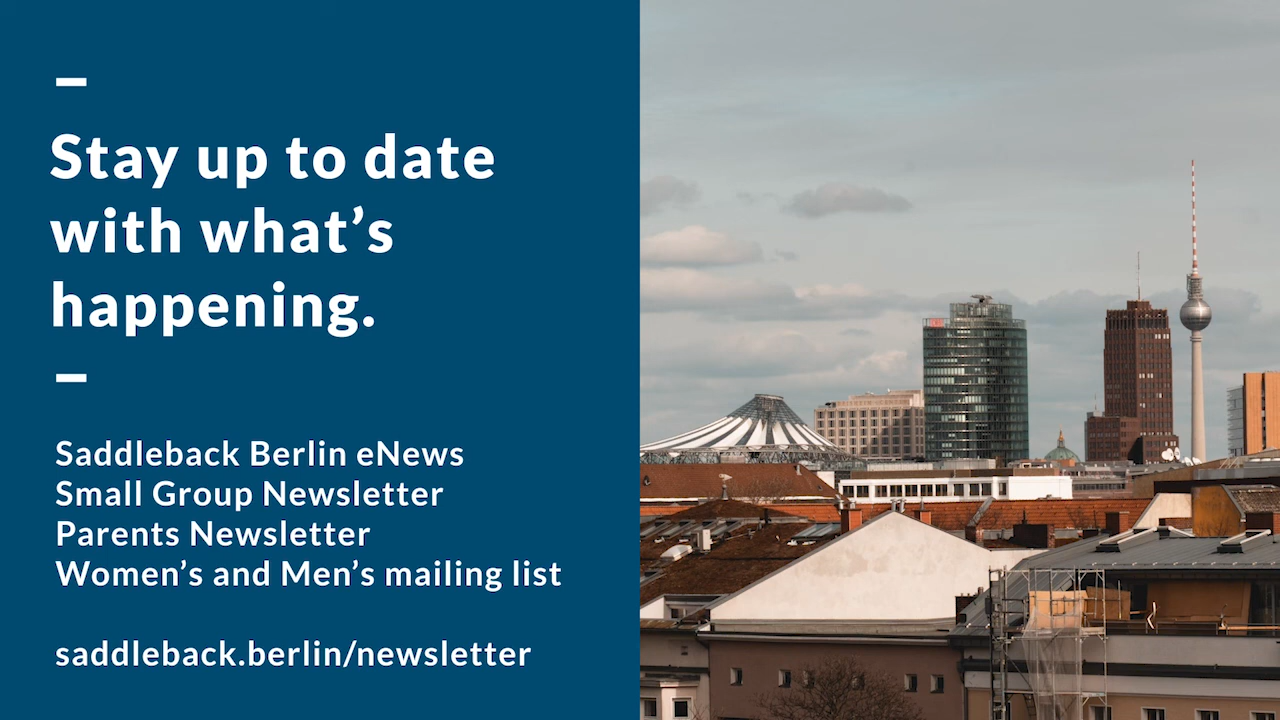 Stay up to date
with what’s
happening.
Saddleback Berlin eNews
Small Group Newsletter
Parents Newsletter
Women’s and Men’s mailing list
saddleback.berlin/newsletter